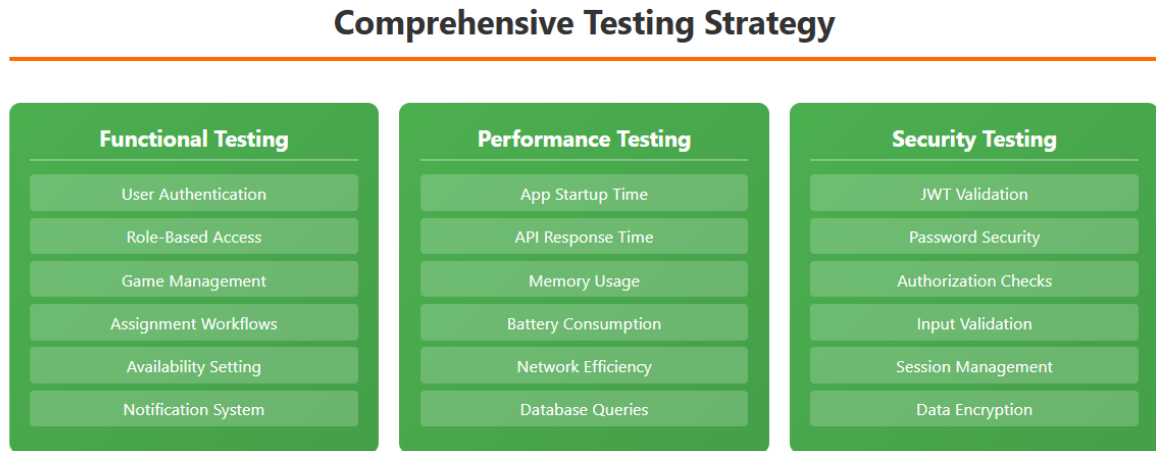 Comprehensive Testing Strategy
Functional Testing
User Authentication
Role-Based Access
Game Management
Assignment Workflows
Availability Setting
Notification System
Performance Testing
App Startup Time
API Response Time
Memory Usage
Battery Consumption
Network Efficiency
Database Queries
Security Testing
JWT Validation
Password Security
Authorization Checks
Input Validation
Session Management
Data Encryption